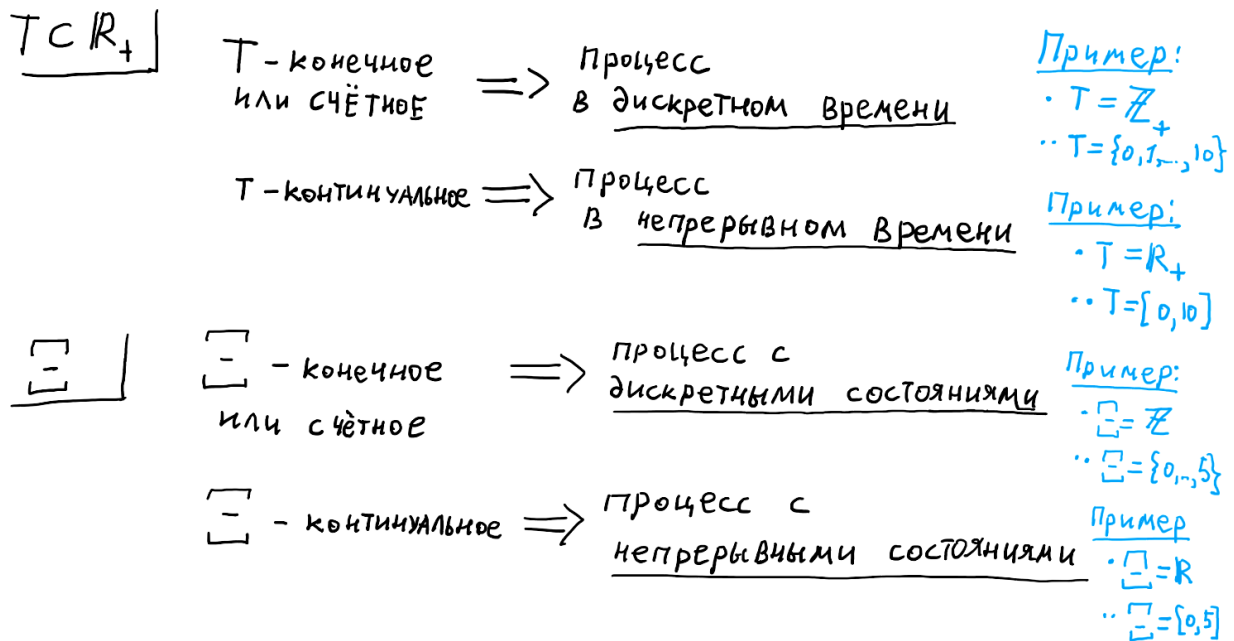 T ⊂ ℝ₊
T - конечное ⟹ процесс
или счётное в дискретном времени
Пример:
· T = ℤ₊
·· T = {0,1,..,10}
T - континуальное ⟹ процесс
в непрерывном времени
Пример:
· T = ℝ₊
·· T = [0,10]
Ξ
Ξ - конечное ⟹ процесс с
или счётное дискретными состояниями
Пример:
· Ξ = ℤ
·· Ξ = {0,..,5}
Ξ - континуальное ⟹ процесс с
непрерывными состояниями
Пример
· Ξ = ℝ
·· Ξ = [0,5]